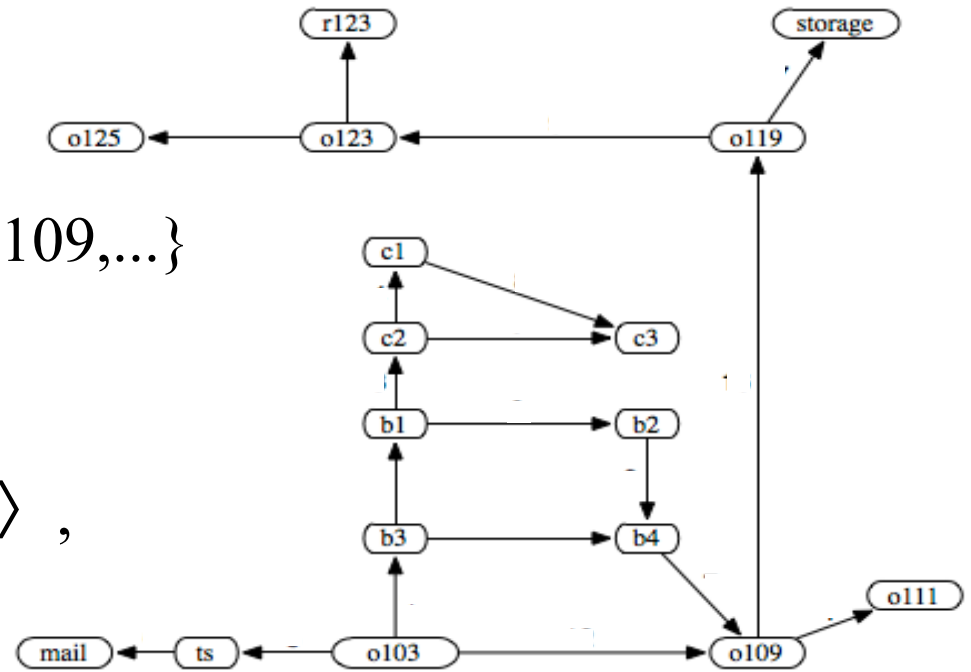 r123 storage
o125 o123 o119
109,...}
c1
c2 c3
b1 b2
⟩ ,
b3 b4
o111
mail ts o103 o109